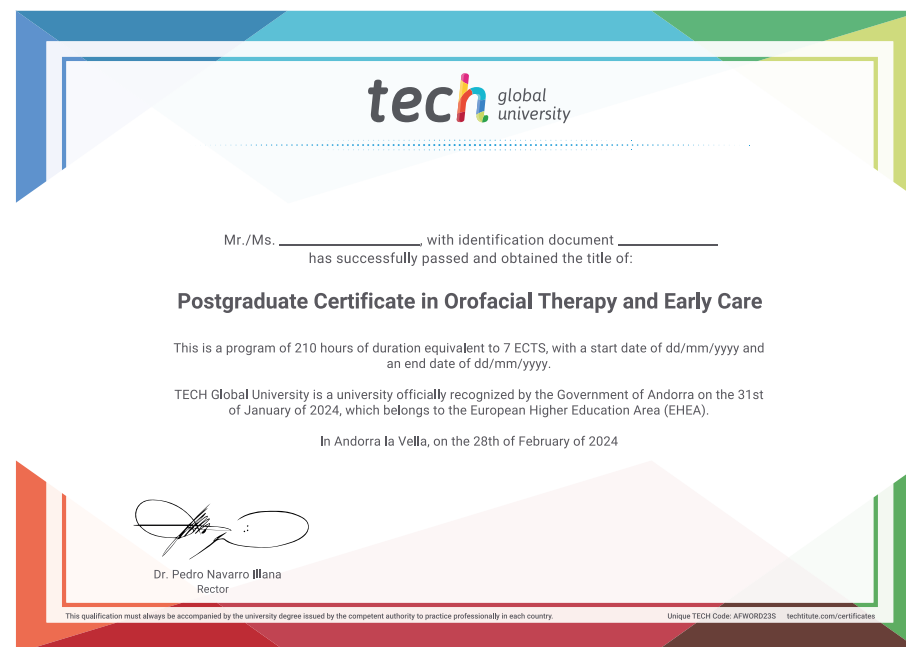 tech global
university
Mr./Ms. ____________________, with identification document ______________
has successfully passed and obtained the title of:
Postgraduate Certificate in Orofacial Therapy and Early Care
This is a program of 210 hours of duration equivalent to 7 ECTS, with a start date of dd/mm/yyyy and
an end date of dd/mm/yyyy.
TECH Global University is a university officially recognized by the Government of Andorra on the 31st
of January of 2024, which belongs to the European Higher Education Area (EHEA).
In Andorra la Vella, on the 28th of February of 2024
Dr. Pedro Navarro Illana
Rector
This qualification must always be accompanied by the university degree issued by the competent authority to practice professionally in each country.
Unique TECH Code: AFWORD23S techtitute.com/certificates